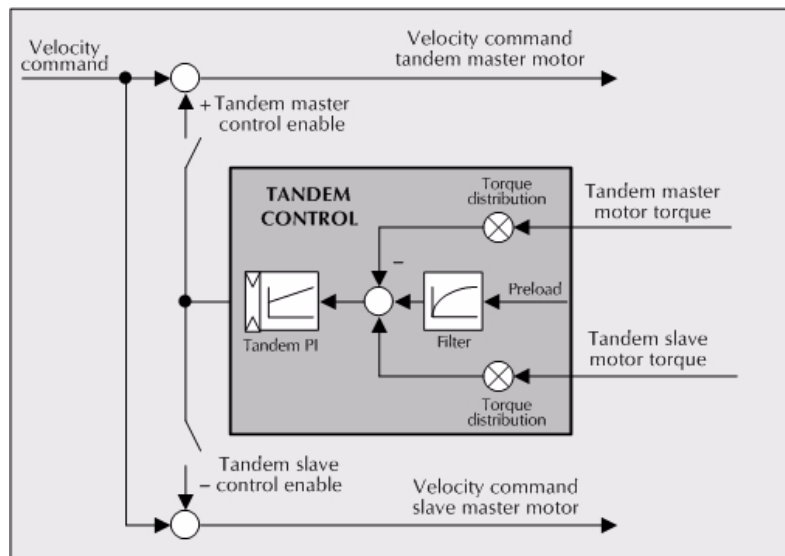 Velocity
command
Velocity command
tandem master motor
+ Tandem master
control enable
TANDEM
CONTROL
Torque
distribution
Tandem master
motor torque
–
Preload
Tandem PI
Filter
Tandem slave
motor torque
Torque
distribution
Tandem slave
– control enable
Velocity command
slave master motor